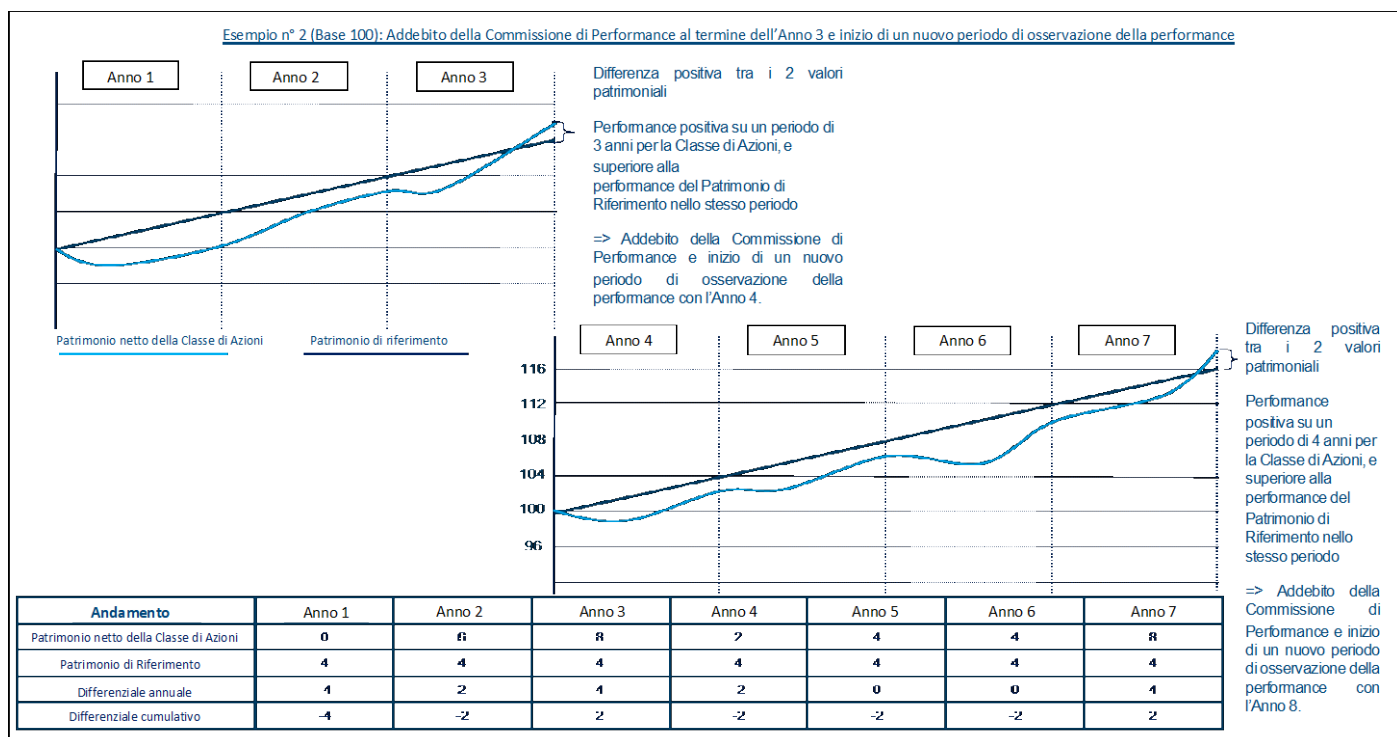 Esempio n° 2 (Base 100): Addebito della Commissione di Performance al termine dell'Anno 3 e inizio di un nuovo periodo di osservazione della performance
Anno 1
Anno 2
Anno 3
Differenza positiva tra i 2 valori
patrimoniali
Performance positiva su un periodo di
3 anni per la Classe di Azioni, e
superiore alla
performance del Patrimonio di
Riferimento nello stesso periodo
=> Addebito della Commissione di
Performance e inizio di un nuovo
periodo di osservazione della
performance con l'Anno 4.
Patrimonio netto della Classe di Azioni
Patrimonio di riferimento
Anno 4
Anno 5
Anno 6
Anno 7
116
112
108
104
100
96
Differenza positiva
tra i 2 valori
patrimoniali
Performance
positiva su un
periodo di 4 anni per
la Classe di Azioni, e
superiore alla
performance del
Patrimonio di
Riferimento nello
stesso periodo
=> Addebito della
Commissione di
Performance e inizio
di un nuovo periodo
di osservazione della
performance con
l'Anno 8.
Andamento Anno 1 Anno 2 Anno 3 Anno 4 Anno 5 Anno 6 Anno 7
Patrimonio netto della Classe di Azioni 0 6 8 2 4 4 8
Patrimonio di Riferimento 4 4 4 4 4 4 4
Differenziale annuale 4 2 4 2 0 0 4
Differenziale cumulativo -4 -2 2 -2 -2 -2 2